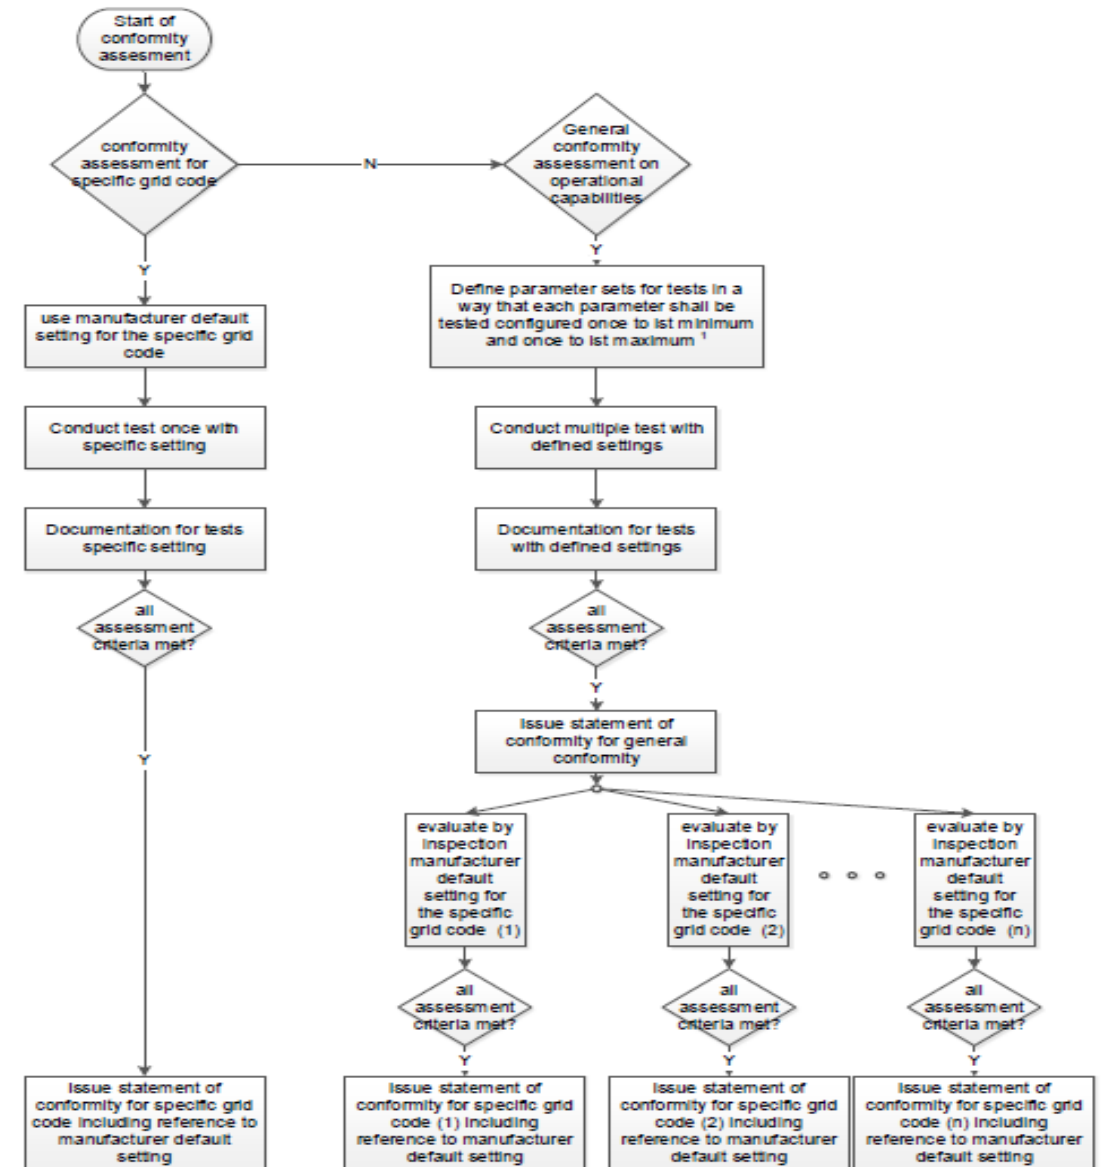 Start of
conformity
assesment
conformity
assessment for
specific grid code
N
General
conformity
assessment on
operational
capabilities
Y
Y
use manufacturer default
setting for the specific grid
code
Define parameter sets for tests in a
way that each parameter shall be
tested configured once to ist minimum
and once to ist maximum ¹
Conduct test once with
specific setting
Conduct multiple test with
defined settings
Documentation for tests
specific setting
Documentation for tests
with defined settings
all
assessment
criteria met?
all
assessment
criteria met?
Y
Y
Issue statement of
conformity for general
conformity
evaluate by
inspection
manufacturer
default
setting for
the specific
grid code (1)
evaluate by
inspection
manufacturer
default
setting for
the specific
grid code (2)
evaluate by
inspection
manufacturer
default
setting for
the specific
grid code (n)
all
assessment
criteria met?
all
assessment
criteria met?
all
assessment
criteria met?
Y
Y
Y
Issue statement of
conformity for specific grid
code including reference to
manufacturer default
setting
Issue statement of
conformity for specific grid
code (1) including
reference to manufacturer
default setting
Issue statement of
conformity for specific grid
code (2) including
reference to manufacturer
default setting
Issue statement of
conformity for specific grid
code (n) including
reference to manufacturer
default setting